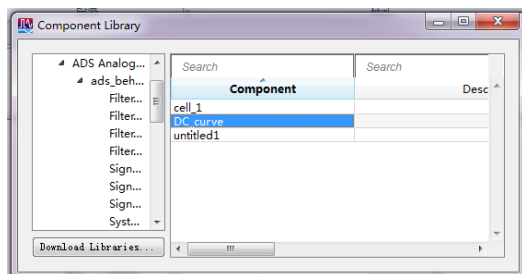 Component Library
ADS Analog...
ads_beh...
Filter...
Filter...
Filter...
Filter...
Sign...
Sign...
Sign...
Syst...
Download Libraries...
Search
Search
Component
Desc
cell_1
DC_curve
untitled1